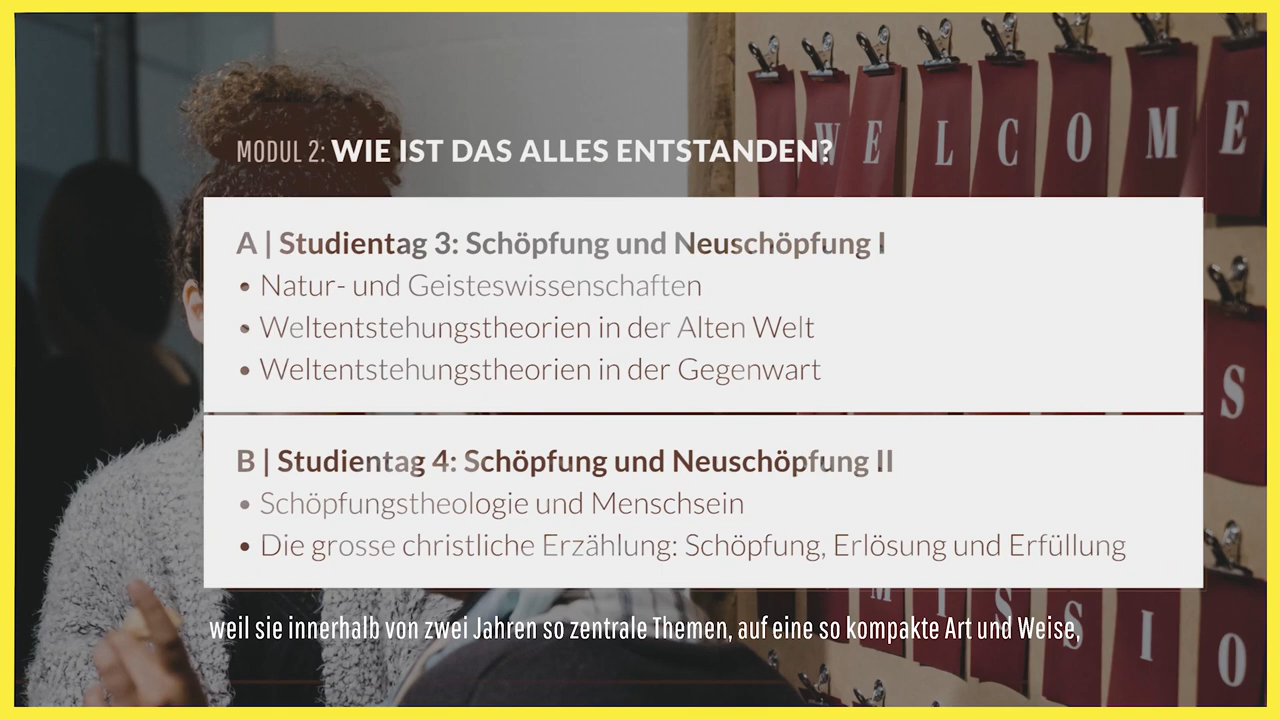 WELCOME
MODUL 2: WIE IST DAS ALLES ENTSTANDEN?
A | Studientag 3: Schöpfung und Neuschöpfung I
• Natur- und Geisteswissenschaften
• Weltentstehungstheorien in der Alten Welt
• Weltentstehungstheorien in der Gegenwart
S
B | Studientag 4: Schöpfung und Neuschöpfung II
• Schöpfungstheologie und Menschsein
• Die grosse christliche Erzählung: Schöpfung, Erlösung und Erfüllung
MISSIO
weil sie innerhalb von zwei Jahren so zentrale Themen, auf eine so kompakte Art und Weise,